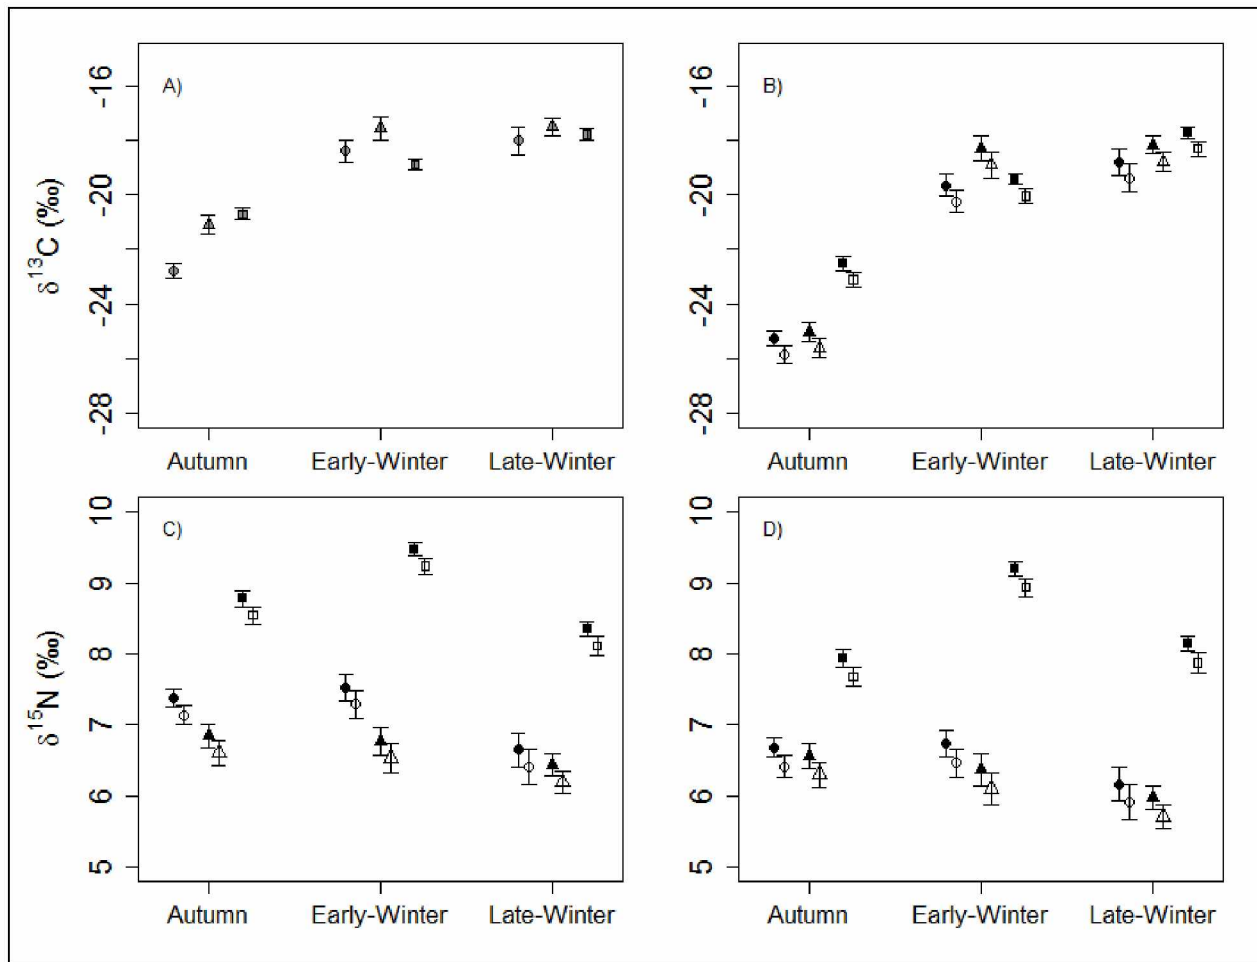 A)
-16
-20
-24
-28
δ13C (‰)
Autumn Early-Winter Late-Winter
B)
-16
-20
-24
-28
Autumn Early-Winter Late-Winter
C)
10
9
8
7
6
5
δ15N (‰)
Autumn Early-Winter Late-Winter
D)
10
9
8
7
6
5
Autumn Early-Winter Late-Winter